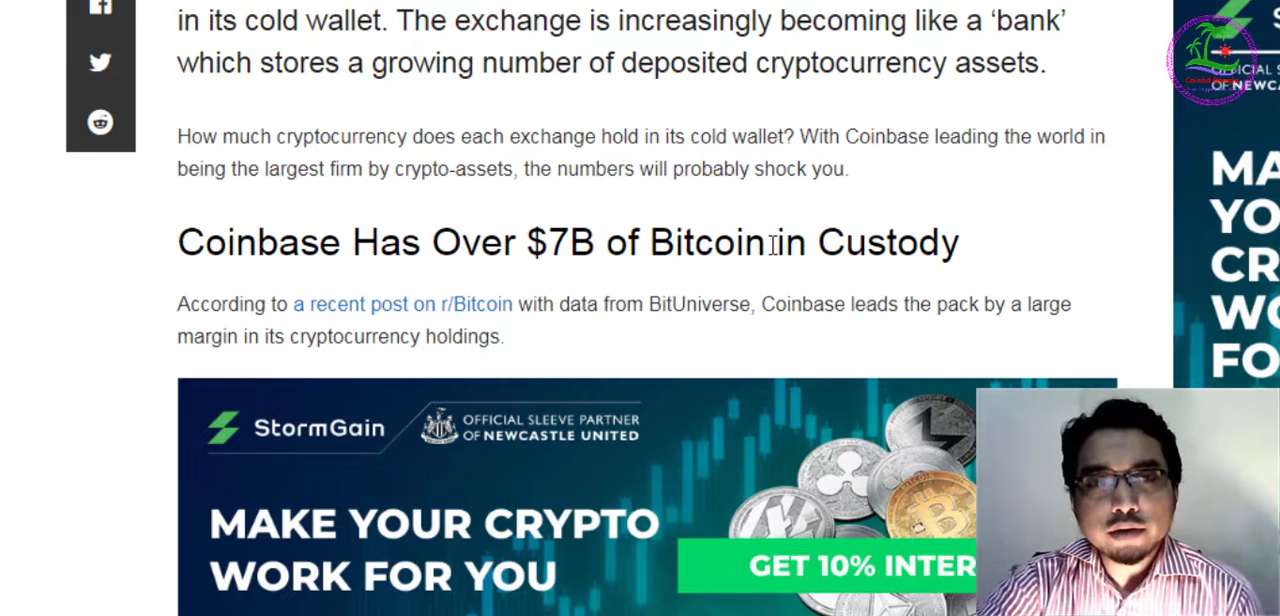 in its cold wallet. The exchange is increasingly becoming like a ‘bank’
which stores a growing number of deposited cryptocurrency assets.
How much cryptocurrency does each exchange hold in its cold wallet? With Coinbase leading the world in
being the largest firm by crypto-assets, the numbers will probably shock you.
Coinbase Has Over $7B of Bitcoin in Custody
According to a recent post on r/Bitcoin with data from BitUniverse, Coinbase leads the pack by a large
margin in its cryptocurrency holdings.
StormGain
OFFICIAL SLEEVE PARTNER
OF NEWCASTLE UNITED
MAKE YOUR CRYPTO
WORK FOR YOU
GET 10% INTER
OF NEWC
MA
YO
CR
WO
FO